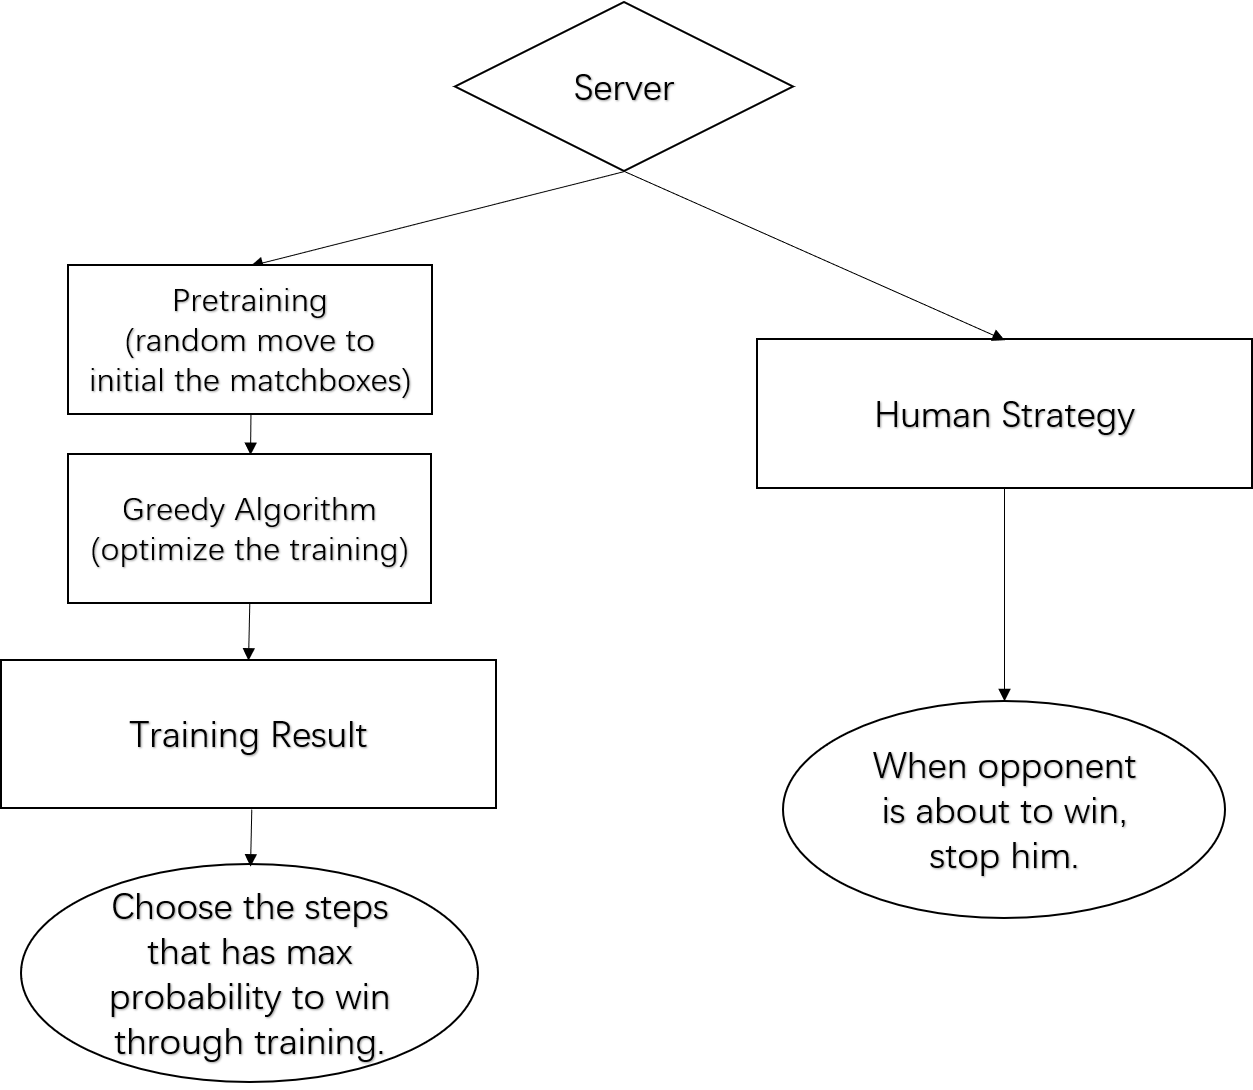 Server
Pretraining
(random move to
initial the matchboxes)
Greedy Algorithm
(optimize the training)
Training Result
Choose the steps
that has max
probability to win
through training.
Human Strategy
When opponent
is about to win,
stop him.